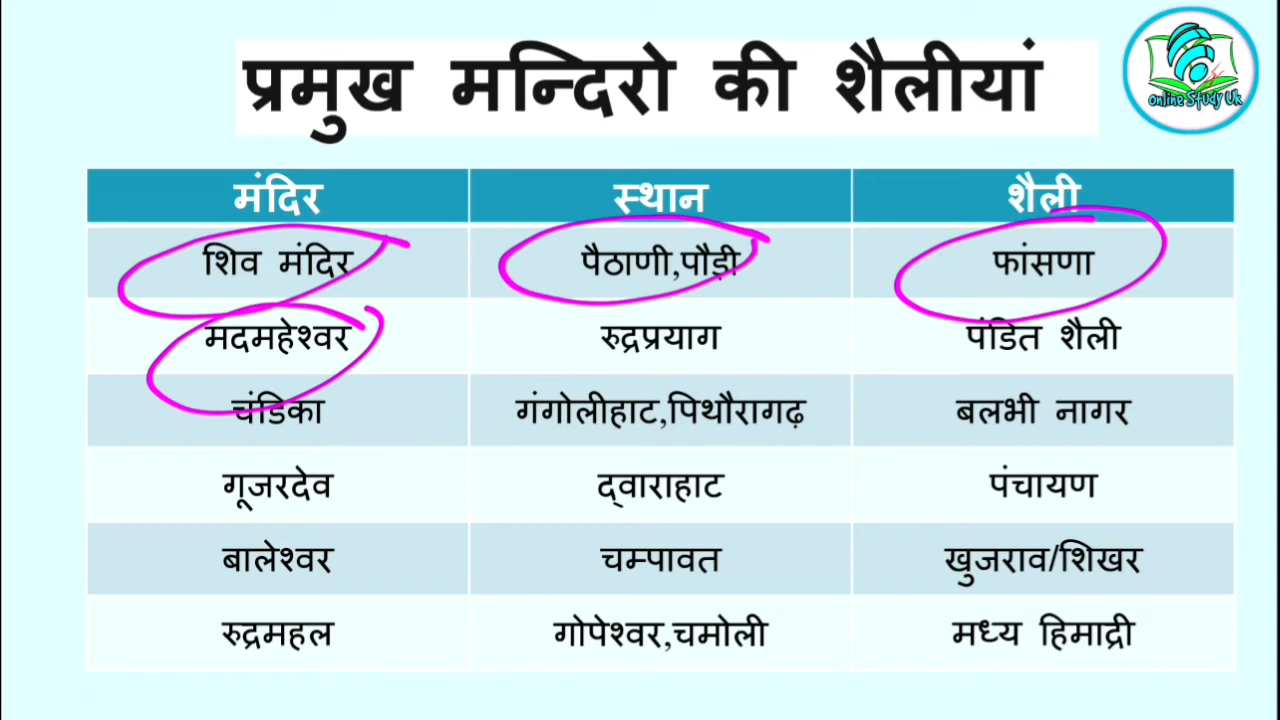 प्रमुख मन्दिरो की शैलीयां
Online Study Uk
मंदिर स्थान शैली
शिव मंदिर पैठाणी,पौड़ी फांसणा
मदमहेश्वर रुद्रप्रयाग पंडित शैली
चंडिका गंगोलीहाट,पिथौरागढ़ बलभी नागर
गूजरदेव द्वाराहाट पंचायण
बालेश्वर चम्पावत खुजराव/शिखर
रुद्रमहल गोपेश्वर,चमोली मध्य हिमाद्री